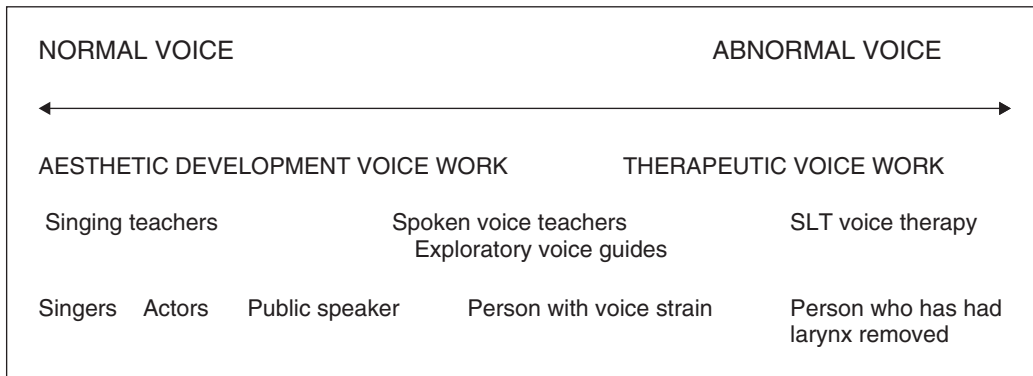 NORMAL VOICE ABNORMAL VOICE
AESTHETIC DEVELOPMENT VOICE WORK THERAPEUTIC VOICE WORK
Singing teachers Spoken voice teachers SLT voice therapy
Exploratory voice guides
Singers Actors Public speaker Person with voice strain Person who has had
larynx removed